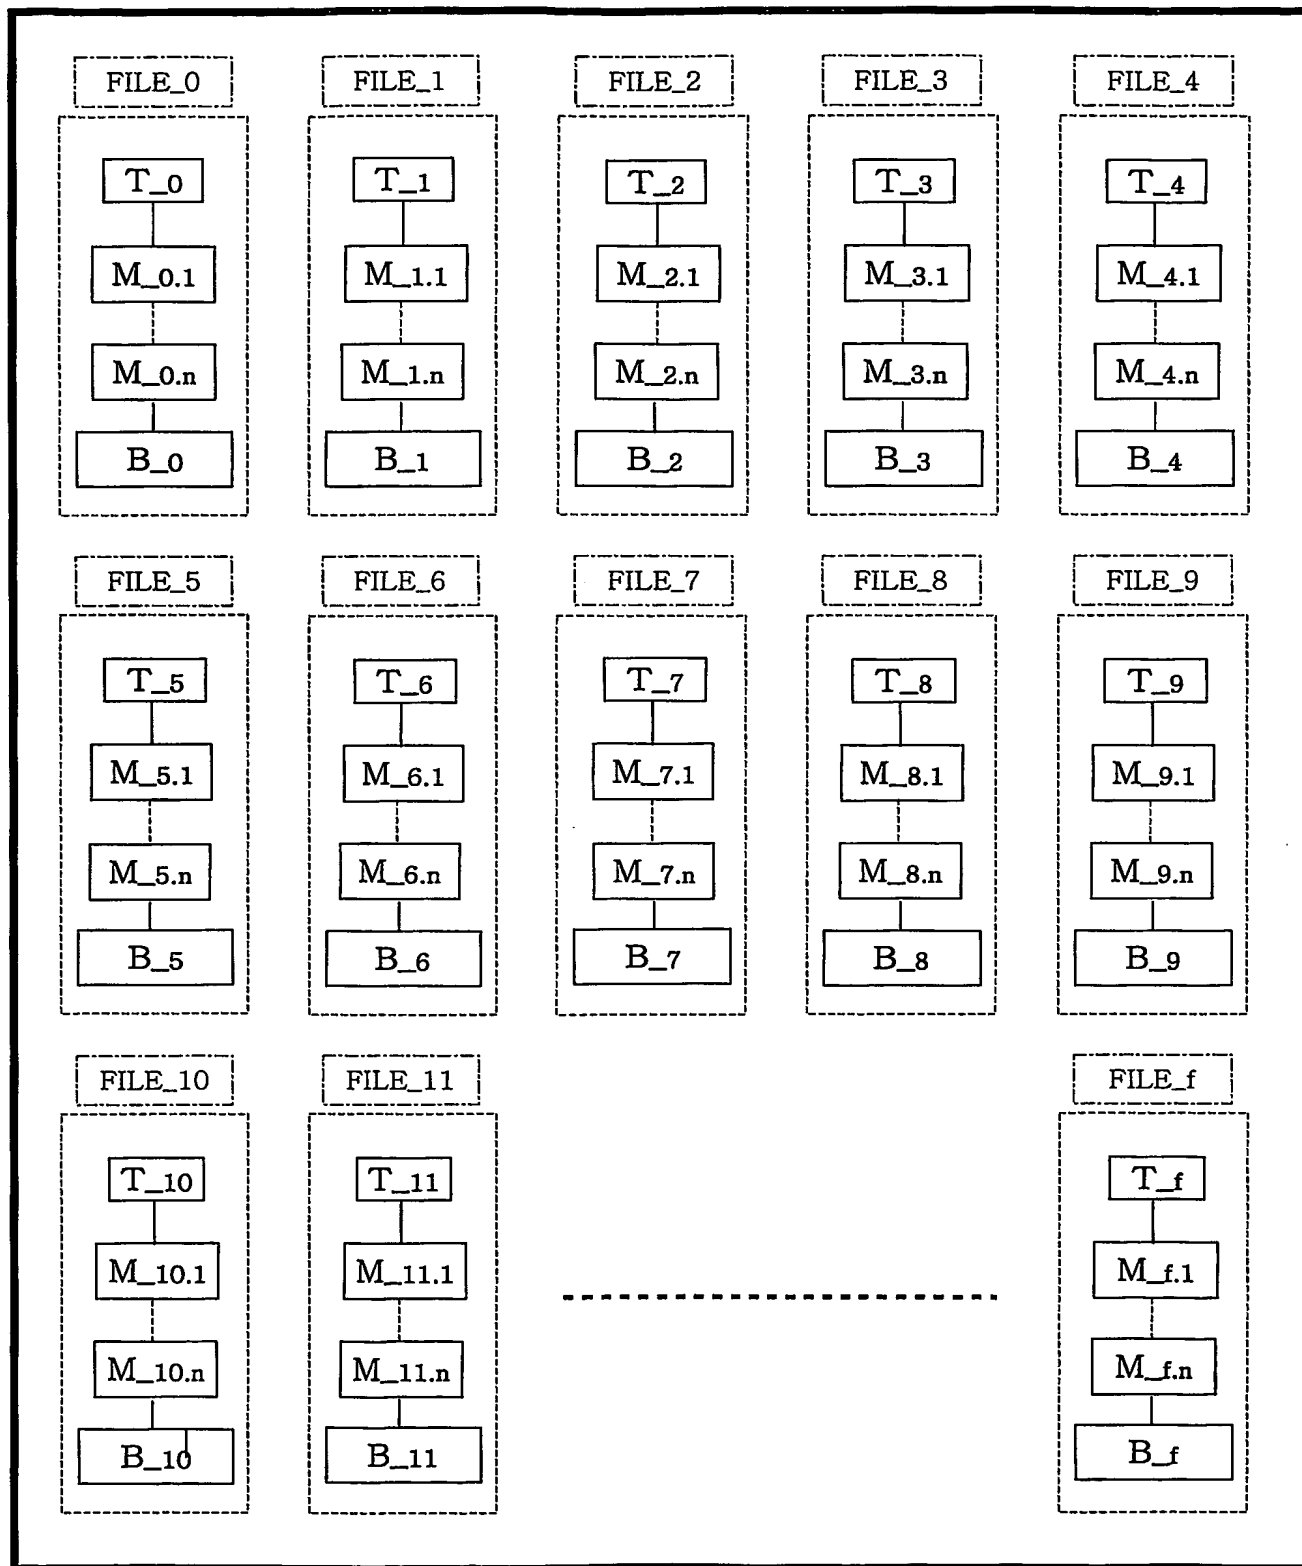 FILE_0 FILE_1 FILE_2 FILE_3 FILE_4
T_0 T_1 T_2 T_3 T_4
M_0.1 M_1.1 M_2.1 M_3.1 M_4.1
M_0.n M_1.n M_2.n M_3.n M_4.n
B_0 B_1 B_2 B_3 B_4
FILE_5 FILE_6 FILE_7 FILE_8 FILE_9
T_5 T_6 T_7 T_8 T_9
M_5.1 M_6.1 M_7.1 M_8.1 M_9.1
M_5.n M_6.n M_7.n M_8.n M_9.n
B_5 B_6 B_7 B_8 B_9
FILE_10 FILE_11 FILE_f
T_10 T_11 T_f
M_10.1 M_11.1 M_f.1
M_10.n M_11.n M_f.n
B_10 B_11 B_f